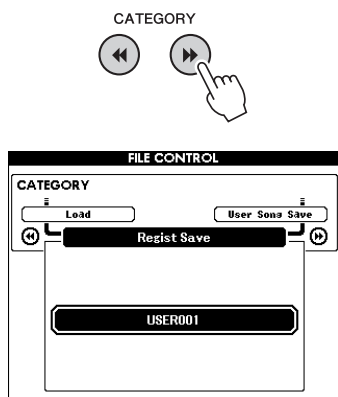 CATEGORY
FILE CONTROL
CATEGORY
Load User Song Save
Regist Save
USER001